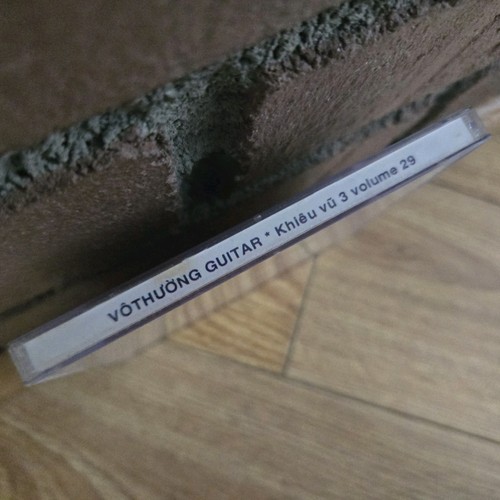 VÔTHƯỜNG GUITAR * Khiêu vũ 3 volume 29